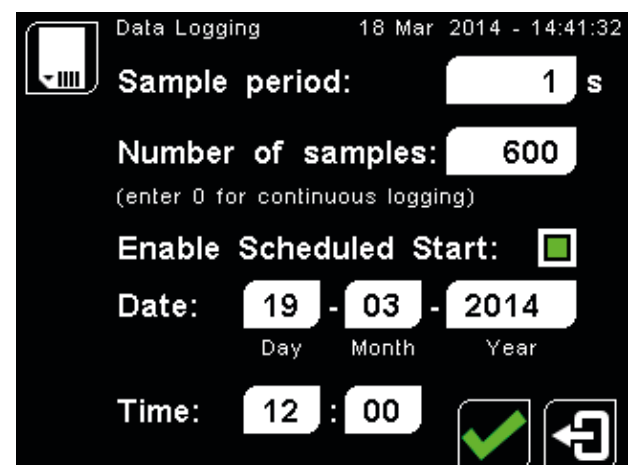 Data Logging 18 Mar 2014 - 14:41:32
Sample period: 1 s
Number of samples: 600
(enter 0 for continuous logging)
Enable Scheduled Start:
Date: 19 - 03 - 2014
Day Month Year
Time: 12 : 00